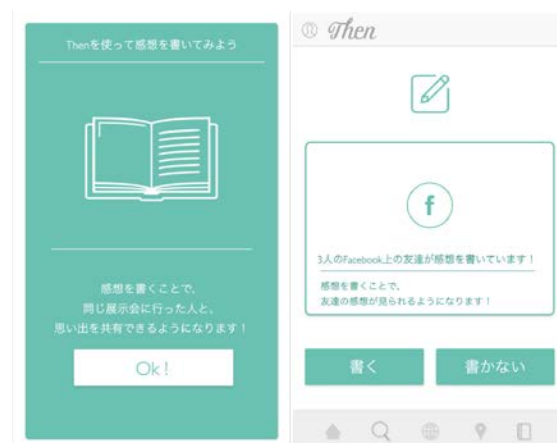 Thenを使って感想を書いてみよう
感想を書くことで、
同じ展示会に行った人と、
思い出を共有できるようになります！
Ok !
Then
f
3人のFacebook上の友達が感想を書いています！
感想を書くことで、
友達の感想が見られるようになります！
書く
書かない